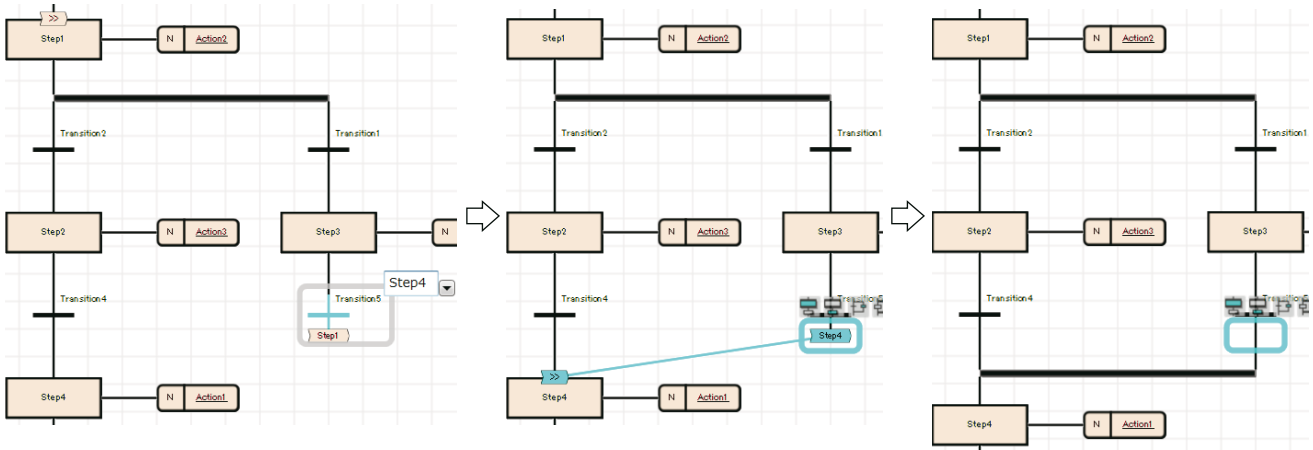 >>
Step1
N Action2
Transition2 Transition1
Step2
N Action3
Step3
N
Step4
Transition4
Transition5
Step1
Step4
N Action1
Step1
N Action2
Transition2 Transition1
Step2
N Action3
Step3
Transition4
Step4
>>
Step4
N Action1
Step1
N Action2
Transition2 Transition1
Step2
N Action3
Step3
Transition4
Step4
N Action1